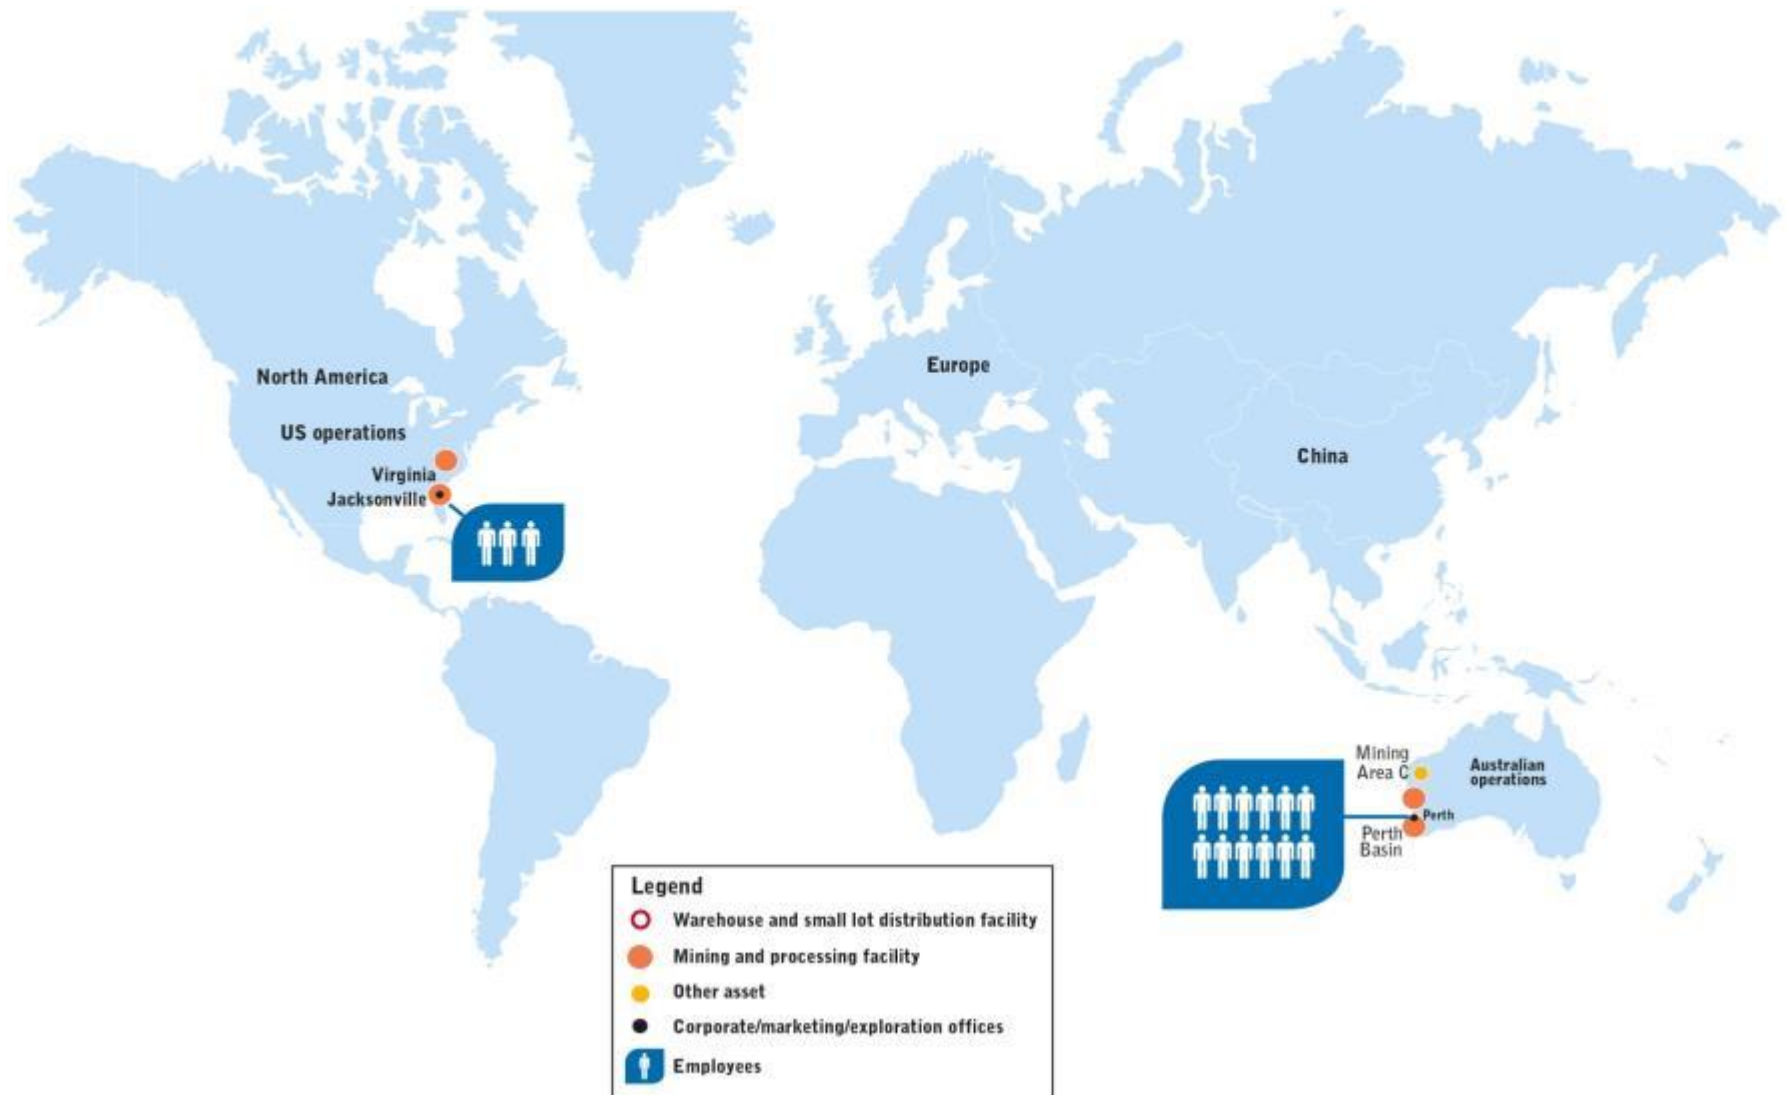 North America
US operations
Virginia
Jacksonville
Europe
China
Mining
Area C
Australian
operations
Perth
Perth
Basin
Legend
Warehouse and small lot distribution facility
Mining and processing facility
Other asset
Corporate/marketing/exploration offices
Employees